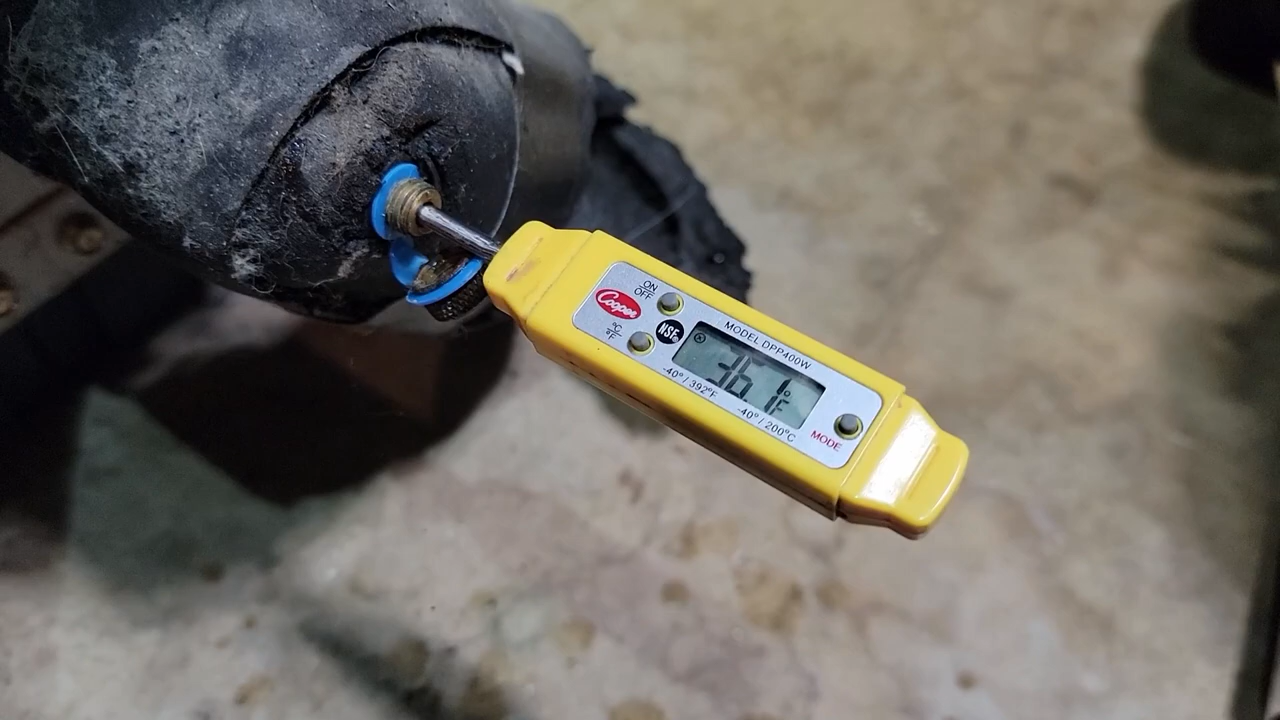 ON
OFF
Cooper
°C
°F
NSF
MODEL DPP400W
36.1°F
-40°/392°F
-40°/200°C
MODE